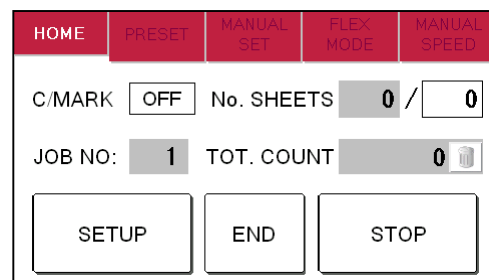 HOME PRESET MANUAL SET FLEX MODE MANUAL SPEED
C/MARK OFF No. SHEETS 0 / 0
JOB NO: 1 TOT. COUNT 0
SETUP END STOP